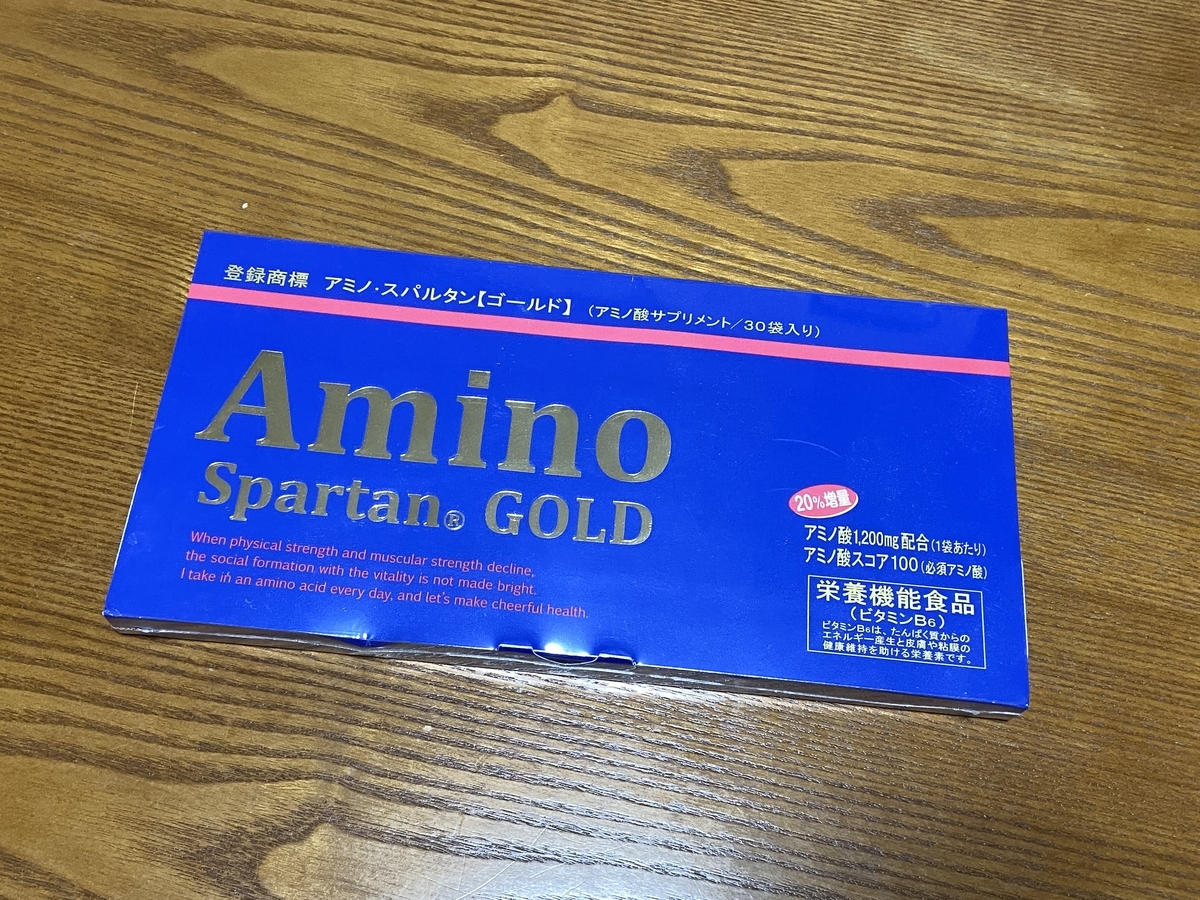 登録商標 アミノ・スパルタン【ゴールド】 (アミノ酸サプリメント/30袋入り)
Amino
Spartan® GOLD
When physical strength and muscular strength decline,
the social formation with the vitality is not made bright.
I take in an amino acid every day, and let's make cheerful health.
20%増量
アミノ酸1,200mg配合(1袋あたり)
アミノ酸スコア100(必須アミノ酸)
栄養機能食品
(ビタミンB6)
ビタミンB6は、たんぱく質からの
エネルギー産生と皮膚や粘膜の
健康維持を助ける栄養素です。